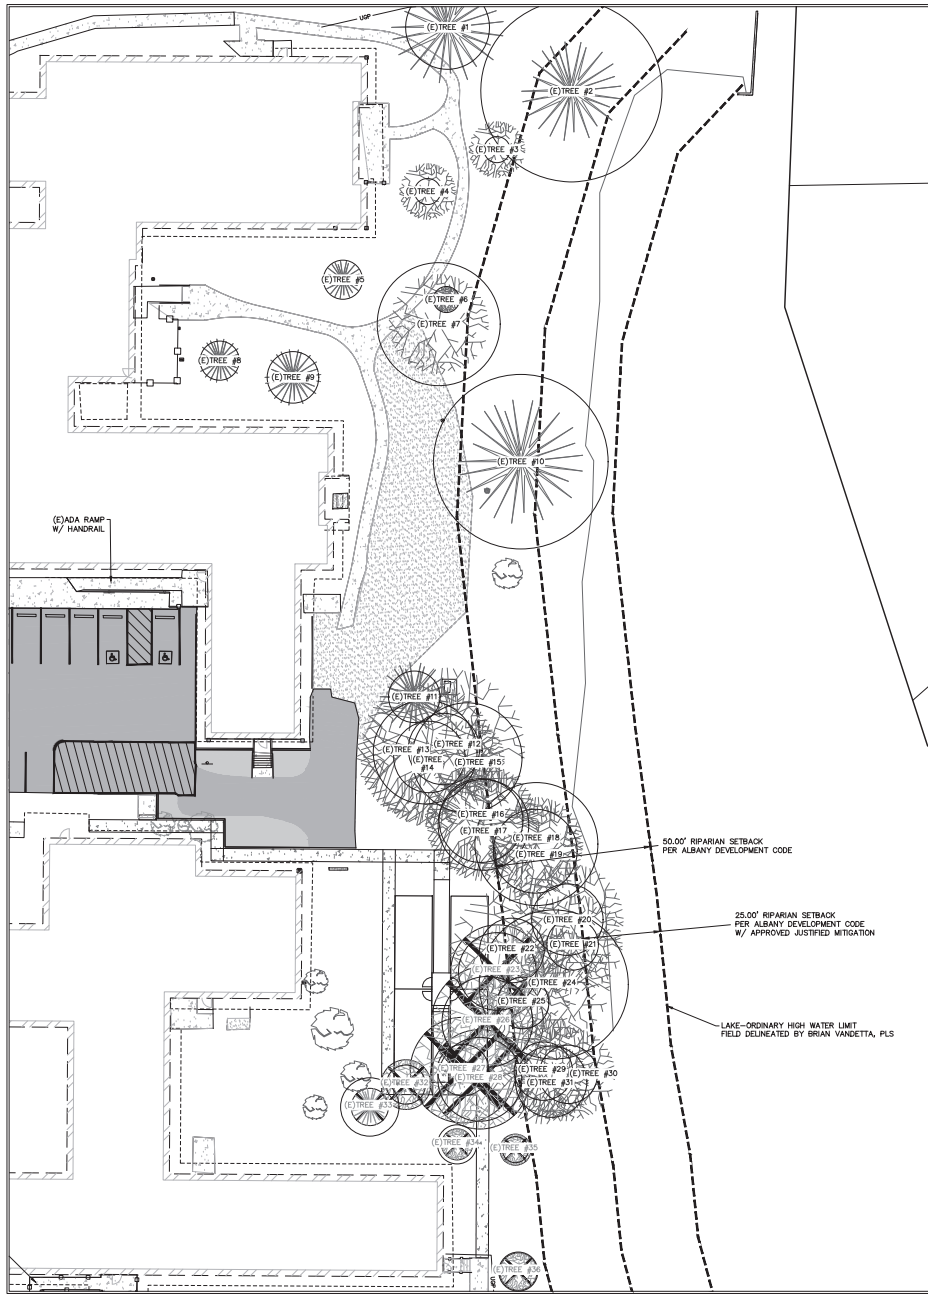 UGP
(E)TREE #1
(E)TREE #2
(E)TREE #3
(E)TREE #4
(E)TREE #5
(E)TREE #6
(E)TREE #7
(E)TREE #8
(E)TREE #9
(E)TREE #10
(E)ADA RAMP
W/ HANDRAIL
(E)TREE #11
(E)TREE #12
(E)TREE #13
(E)TREE
#14
(E)TREE #15
(E)TREE #16
(E)TREE #17
(E)TREE #18
(E)TREE #19
50.00' RIPARIAN SETBACK
PER ALBANY DEVELOPMENT CODE
(E)TREE #20
25.00' RIPARIAN SETBACK
PER ALBANY DEVELOPMENT CODE
W/ APPROVED JUSTIFIED MITIGATION
(E)TREE #21
(E)TREE #22
(E)TREE #23
(E)TREE #24
(E)TREE #25
(E)TREE #26
LAKE-ORDINARY HIGH WATER LIMIT
FIELD DELINEATED BY BRIAN VANDETTA, PLS
(E)TREE #27
(E)TREE #28
(E)TREE #29
(E)TREE #30
(E)TREE #31
(E)TREE #32
(E)TREE #33
(E)TREE #34
(E)TREE #35
(E)TREE #36
UGP